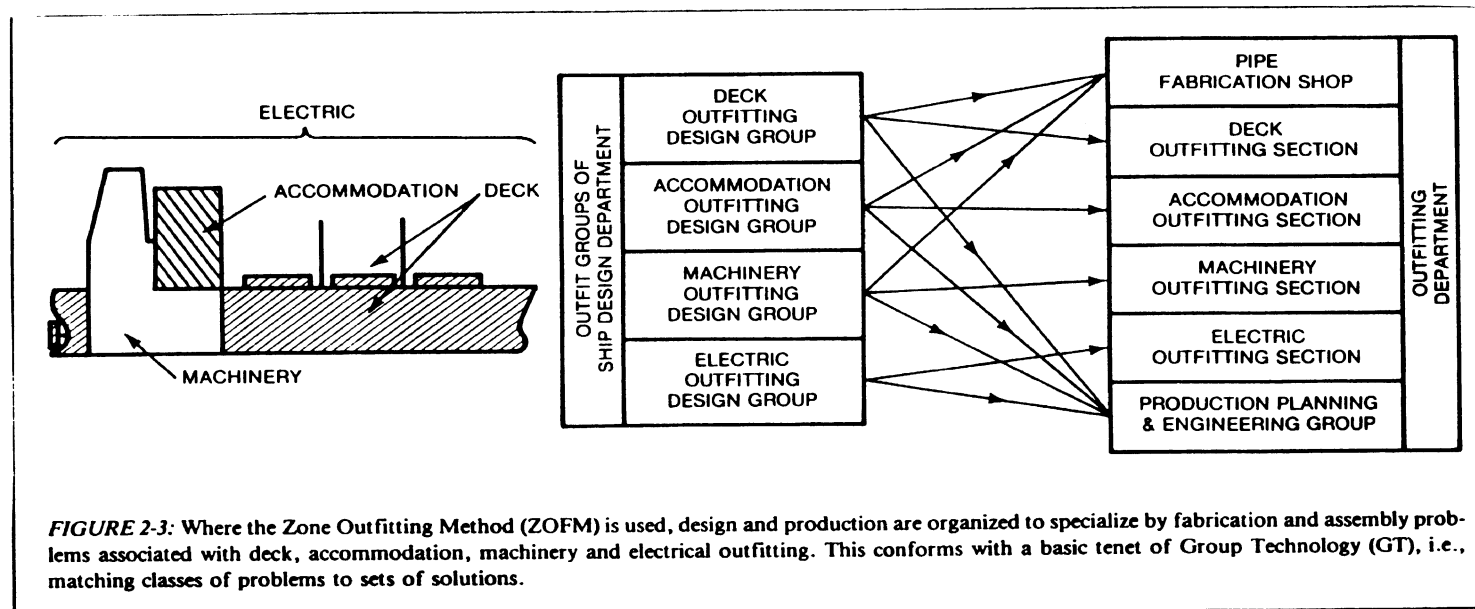 ELECTRIC
ACCOMMODATION
DECK
MACHINERY
OUTFIT GROUPS OF
SHIP DESIGN DEPARTMENT
DECK
OUTFITTING
DESIGN GROUP
ACCOMMODATION
OUTFITTING
DESIGN GROUP
MACHINERY
OUTFITTING
DESIGN GROUP
ELECTRIC
OUTFITTING
DESIGN GROUP
PIPE
FABRICATION SHOP
DECK
OUTFITTING SECTION
ACCOMMODATION
OUTFITTING SECTION
MACHINERY
OUTFITTING SECTION
ELECTRIC
OUTFITTING SECTION
PRODUCTION PLANNING
& ENGINEERING GROUP
OUTFITTING
DEPARTMENT
FIGURE 2-3: Where the Zone Outfitting Method (ZOFM) is used, design and production are organized to specialize by fabrication and assembly prob-
lems associated with deck, accommodation, machinery and electrical outfitting. This conforms with a basic tenet of Group Technology (GT), i.e.,
matching classes of problems to sets of solutions.